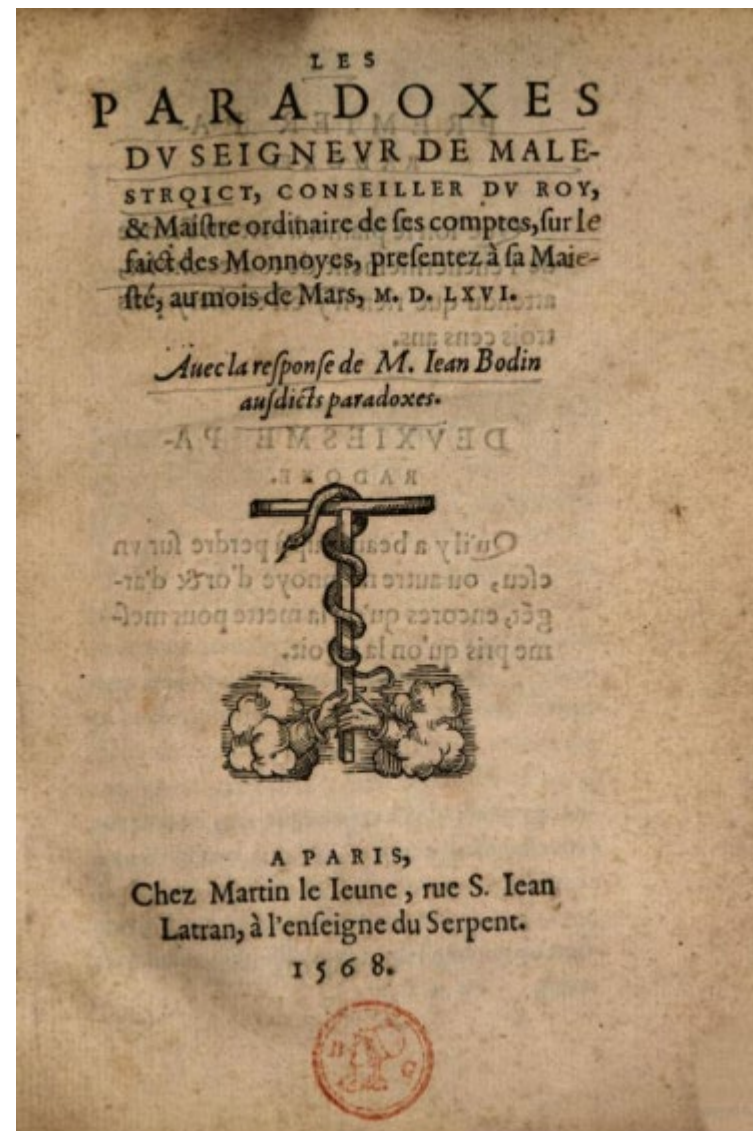 LES
PARADOXES
DV SEIGNEVR DE MALE-
STROICT, CONSEILLER DV ROY,
& Maiſtre ordinaire de ſes comptes, ſur le
faict des Monnoyes, preſentez à ſa Maie-
ſté, au mois de Mars, M. D. LXVI.
Auec la reſponſe de M. Iean Bodin
auſdicts paradoxes.
A PARIS,
Chez Martin le Ieune, rue S. Iean
Latran, à l'enſeigne du Serpent.
1568.